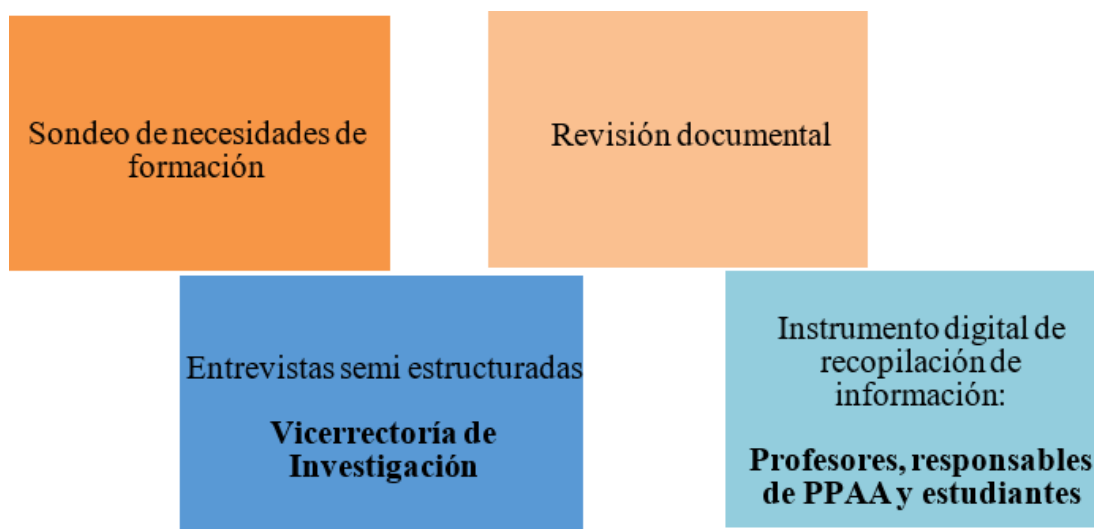 Sondeo de necesidades de
formación
Revisión documental
Entrevistas semi estructuradas
Vicerrectoría de
Investigación
Instrumento digital de
recopilación de
información:
Profesores, responsables
de PPAA y estudiantes